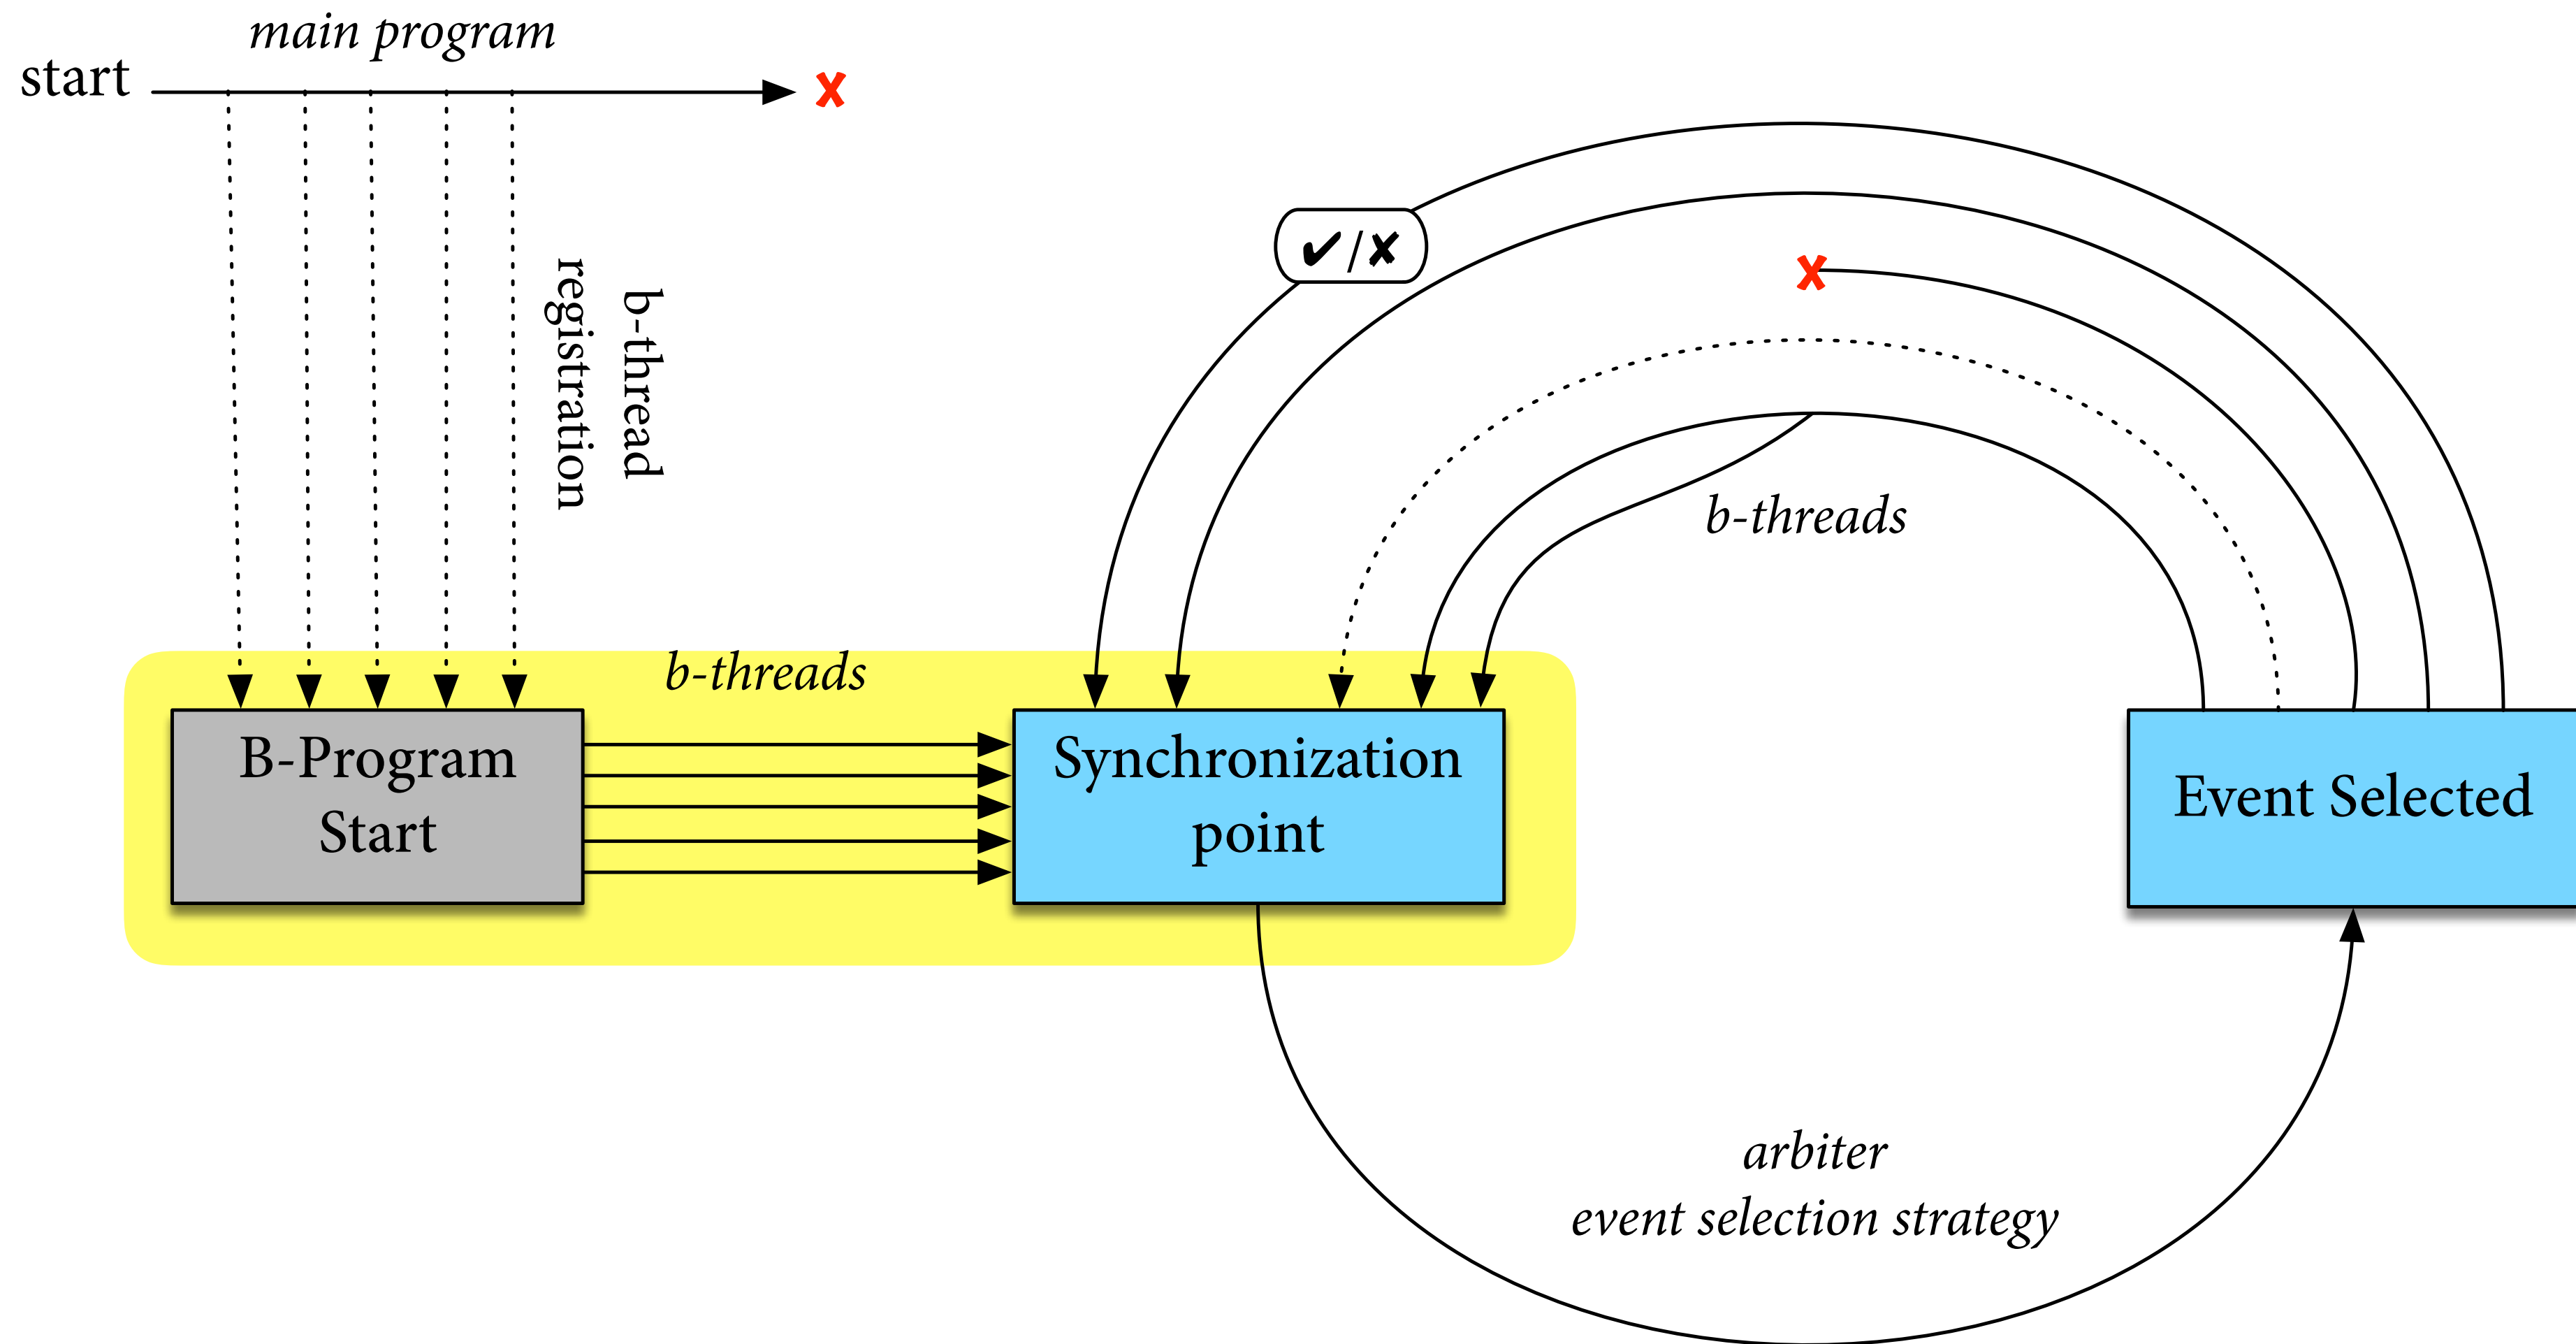 main program
start
✘
✔/✘
✘
b-thread
registration
b-threads
b-threads
B-Program
Start
Synchronization
point
Event Selected
arbiter
event selection strategy